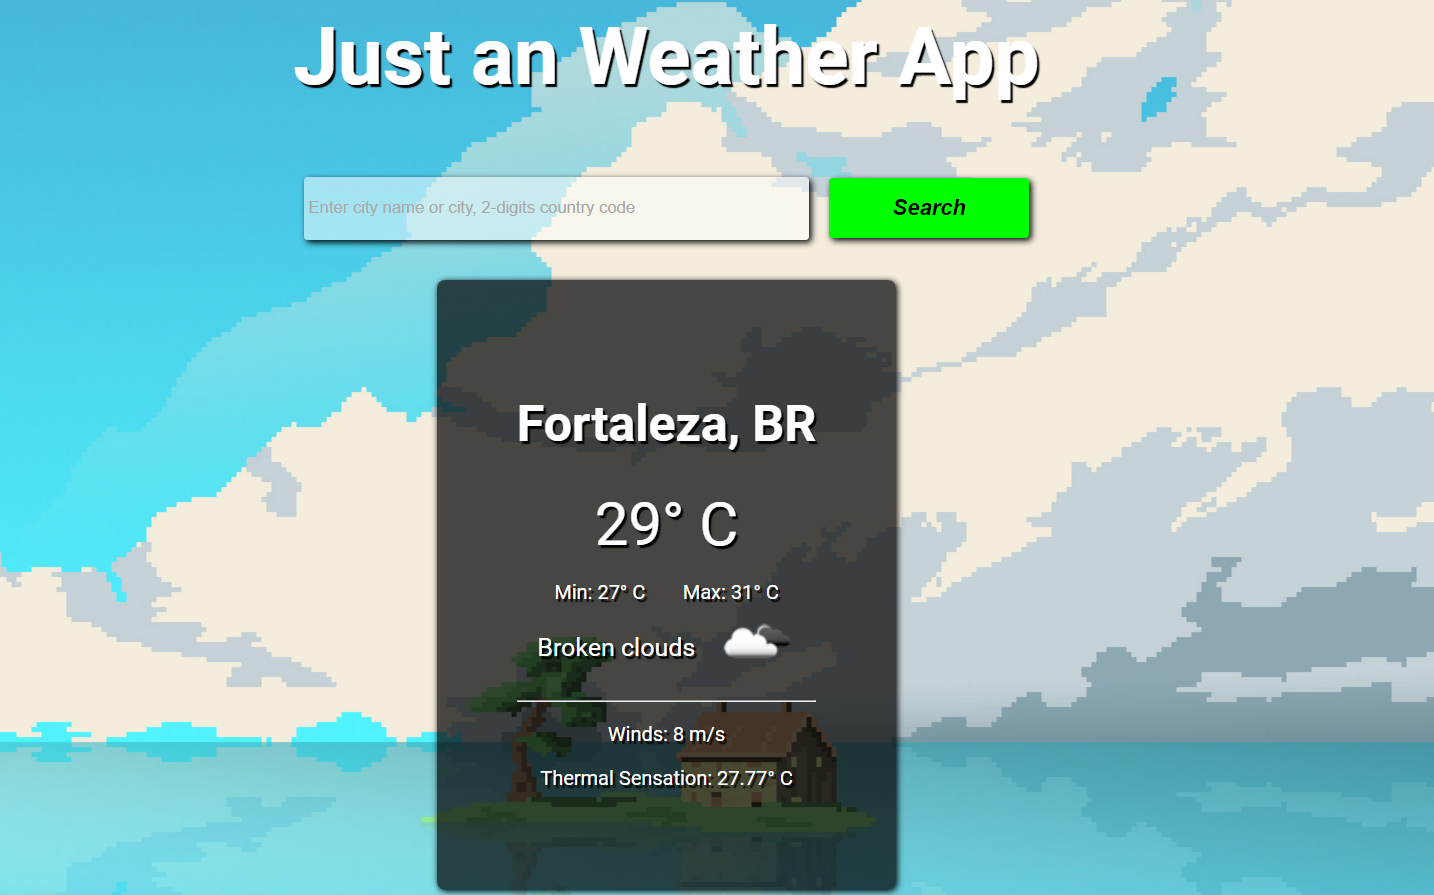 Just an Weather App
Enter city name or city, 2-digits country code
Search
Fortaleza, BR
29° C
Min: 27° C Max: 31° C
Broken clouds
Winds: 8 m/s
Thermal Sensation: 27.77° C